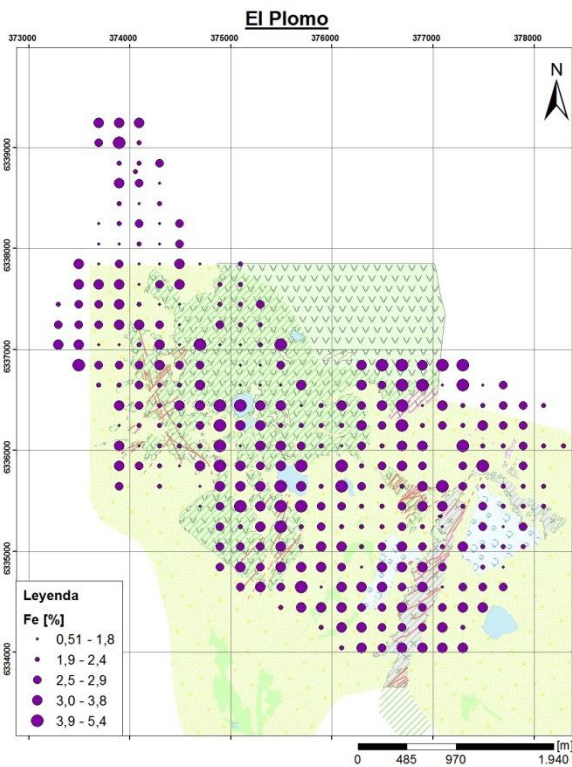 El Plomo
373000 374000 375000 376000 377000 378000
N
6339000
6338000
6337000
6336000
6335000
6334000
Leyenda
Fe [%]
0,51 - 1,8
1,9 - 2,4
2,5 - 2,9
3,0 - 3,8
3,9 - 5,4
[m]
0 485 970 1.940